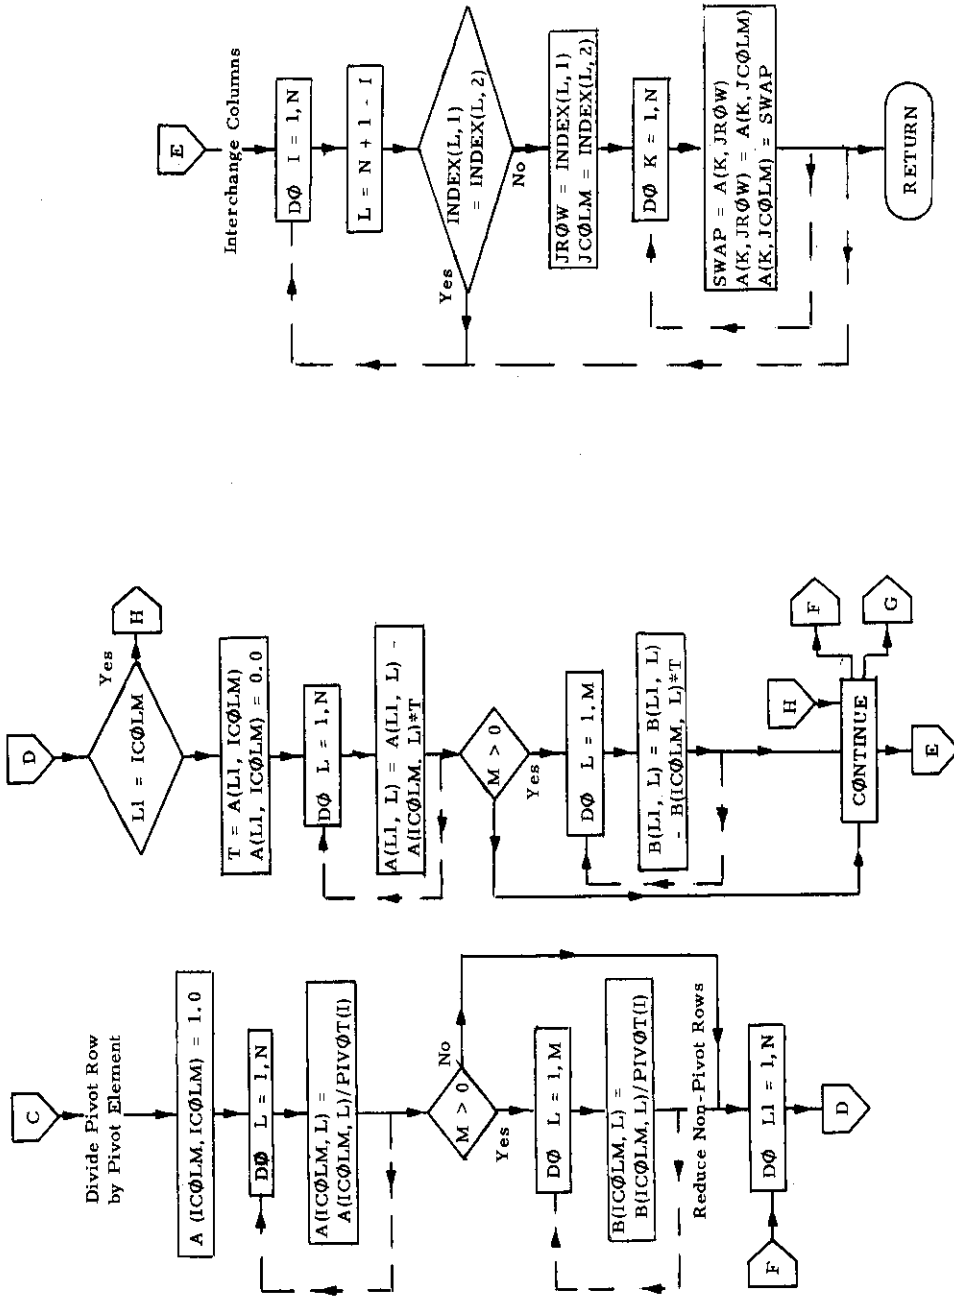 C
Divide Pivot Row
by Pivot Element
A (ICØLM, ICØLM) = 1.0
DØ L = 1, N
A(ICØLM, L) =
A(ICØLM, L)/PIVØT(I)
M > 0
No
Yes
DØ L = 1, M
B(ICØLM, L) =
B(ICØLM, L)/PIVØT(I)
Reduce Non-Pivot Rows
F
DØ L1 = 1, N
D
D
L1 = ICØLM
Yes
H
T = A(L1, ICØLM)
A(L1, ICØLM) = 0.0
DØ L = 1, N
A(L1, L) = A(L1, L) -
A(ICØLM, L)*T
M > 0
Yes
DØ L = 1, M
B(L1, L) = B(L1, L)
- B(ICØLM, L)*T
H
F
G
CØNTINUE
E
E
Interchange Columns
DØ I = 1, N
L = N + 1 - I
INDEX(L, 1)
= INDEX(L, 2)
Yes
No
JRØW = INDEX(L, 1)
JCØLM = INDEX(L, 2)
DØ K = 1, N
SWAP = A(K, JRØW)
A(K, JRØW) = A(K, JCØLM)
A(K, JCØLM) = SWAP
RETURN